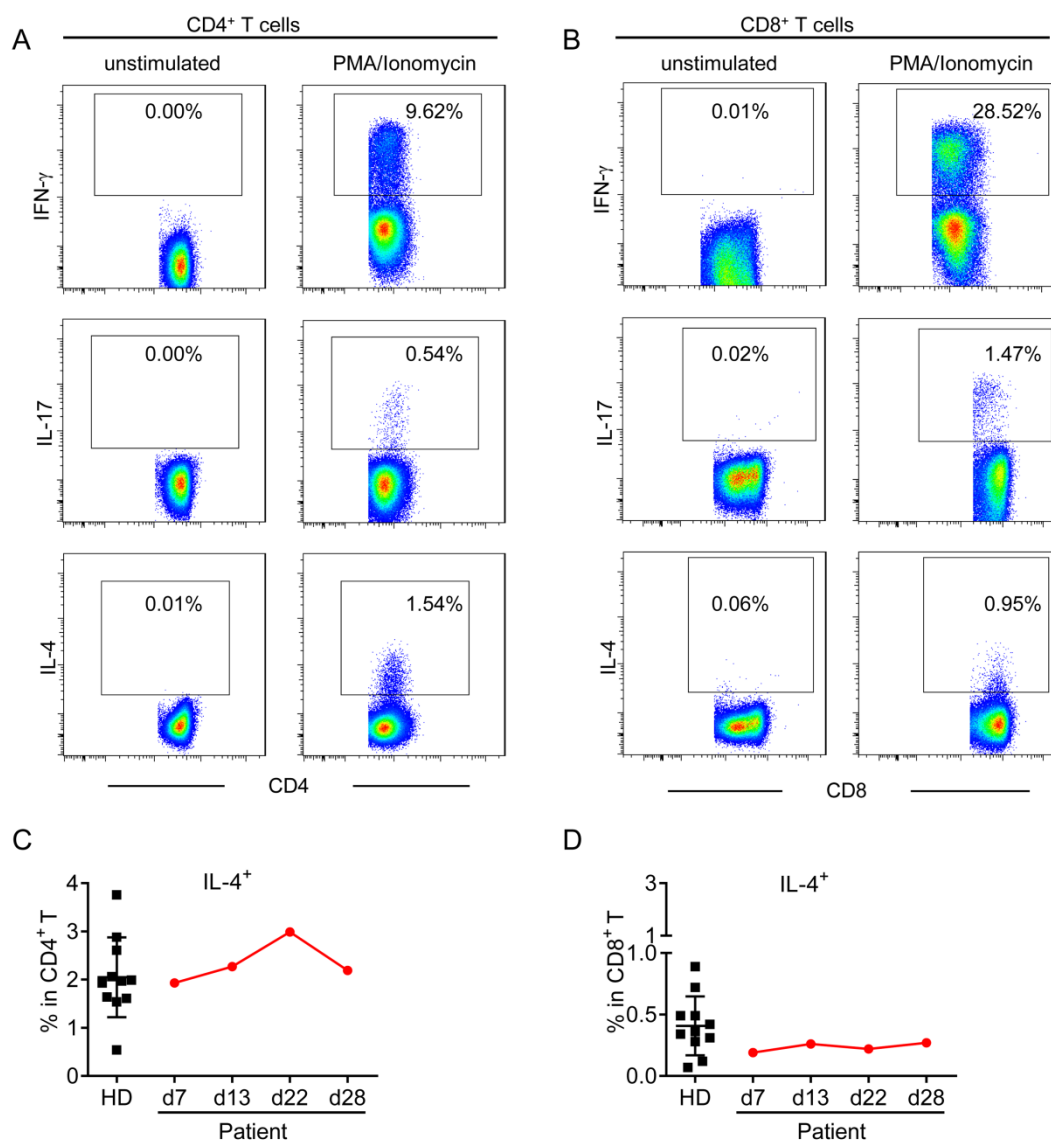 A
CD4⁺ T cells
unstimulated
PMA/Ionomycin
IFN-γ
0.00%
9.62%
IL-17
0.00%
0.54%
IL-4
0.01%
1.54%
CD4
B
CD8⁺ T cells
unstimulated
PMA/Ionomycin
IFN-γ
0.01%
28.52%
IL-17
0.02%
1.47%
IL-4
0.06%
0.95%
CD8
C
IL-4⁺
% in CD4⁺ T
4
3
2
1
0
HD
d7 d13 d22 d28
Patient
D
IL-4⁺
% in CD8⁺ T
3
1
1.0
0.5
0.0
HD
d7 d13 d22 d28
Patient